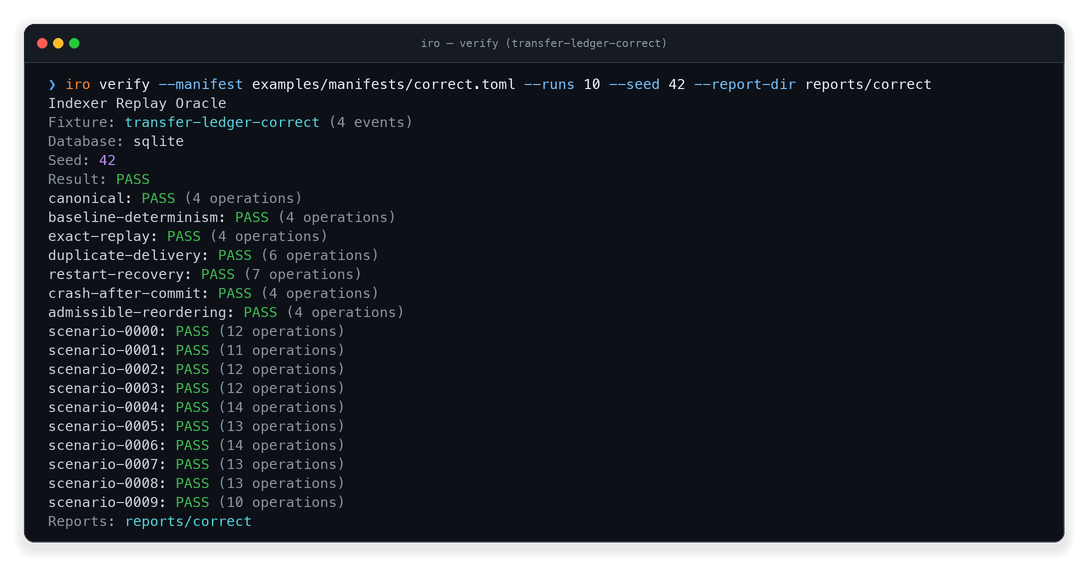 iro — verify (transfer-ledger-correct)
❯ iro verify --manifest examples/manifests/correct.toml --runs 10 --seed 42 --report-dir reports/correct
Indexer Replay Oracle
Fixture: transfer-ledger-correct (4 events)
Database: sqlite
Seed: 42
Result: PASS
canonical: PASS (4 operations)
baseline-determinism: PASS (4 operations)
exact-replay: PASS (4 operations)
duplicate-delivery: PASS (6 operations)
restart-recovery: PASS (7 operations)
crash-after-commit: PASS (4 operations)
admissible-reordering: PASS (4 operations)
scenario-0000: PASS (12 operations)
scenario-0001: PASS (11 operations)
scenario-0002: PASS (12 operations)
scenario-0003: PASS (12 operations)
scenario-0004: PASS (14 operations)
scenario-0005: PASS (13 operations)
scenario-0006: PASS (14 operations)
scenario-0007: PASS (13 operations)
scenario-0008: PASS (13 operations)
scenario-0009: PASS (10 operations)
Reports: reports/correct